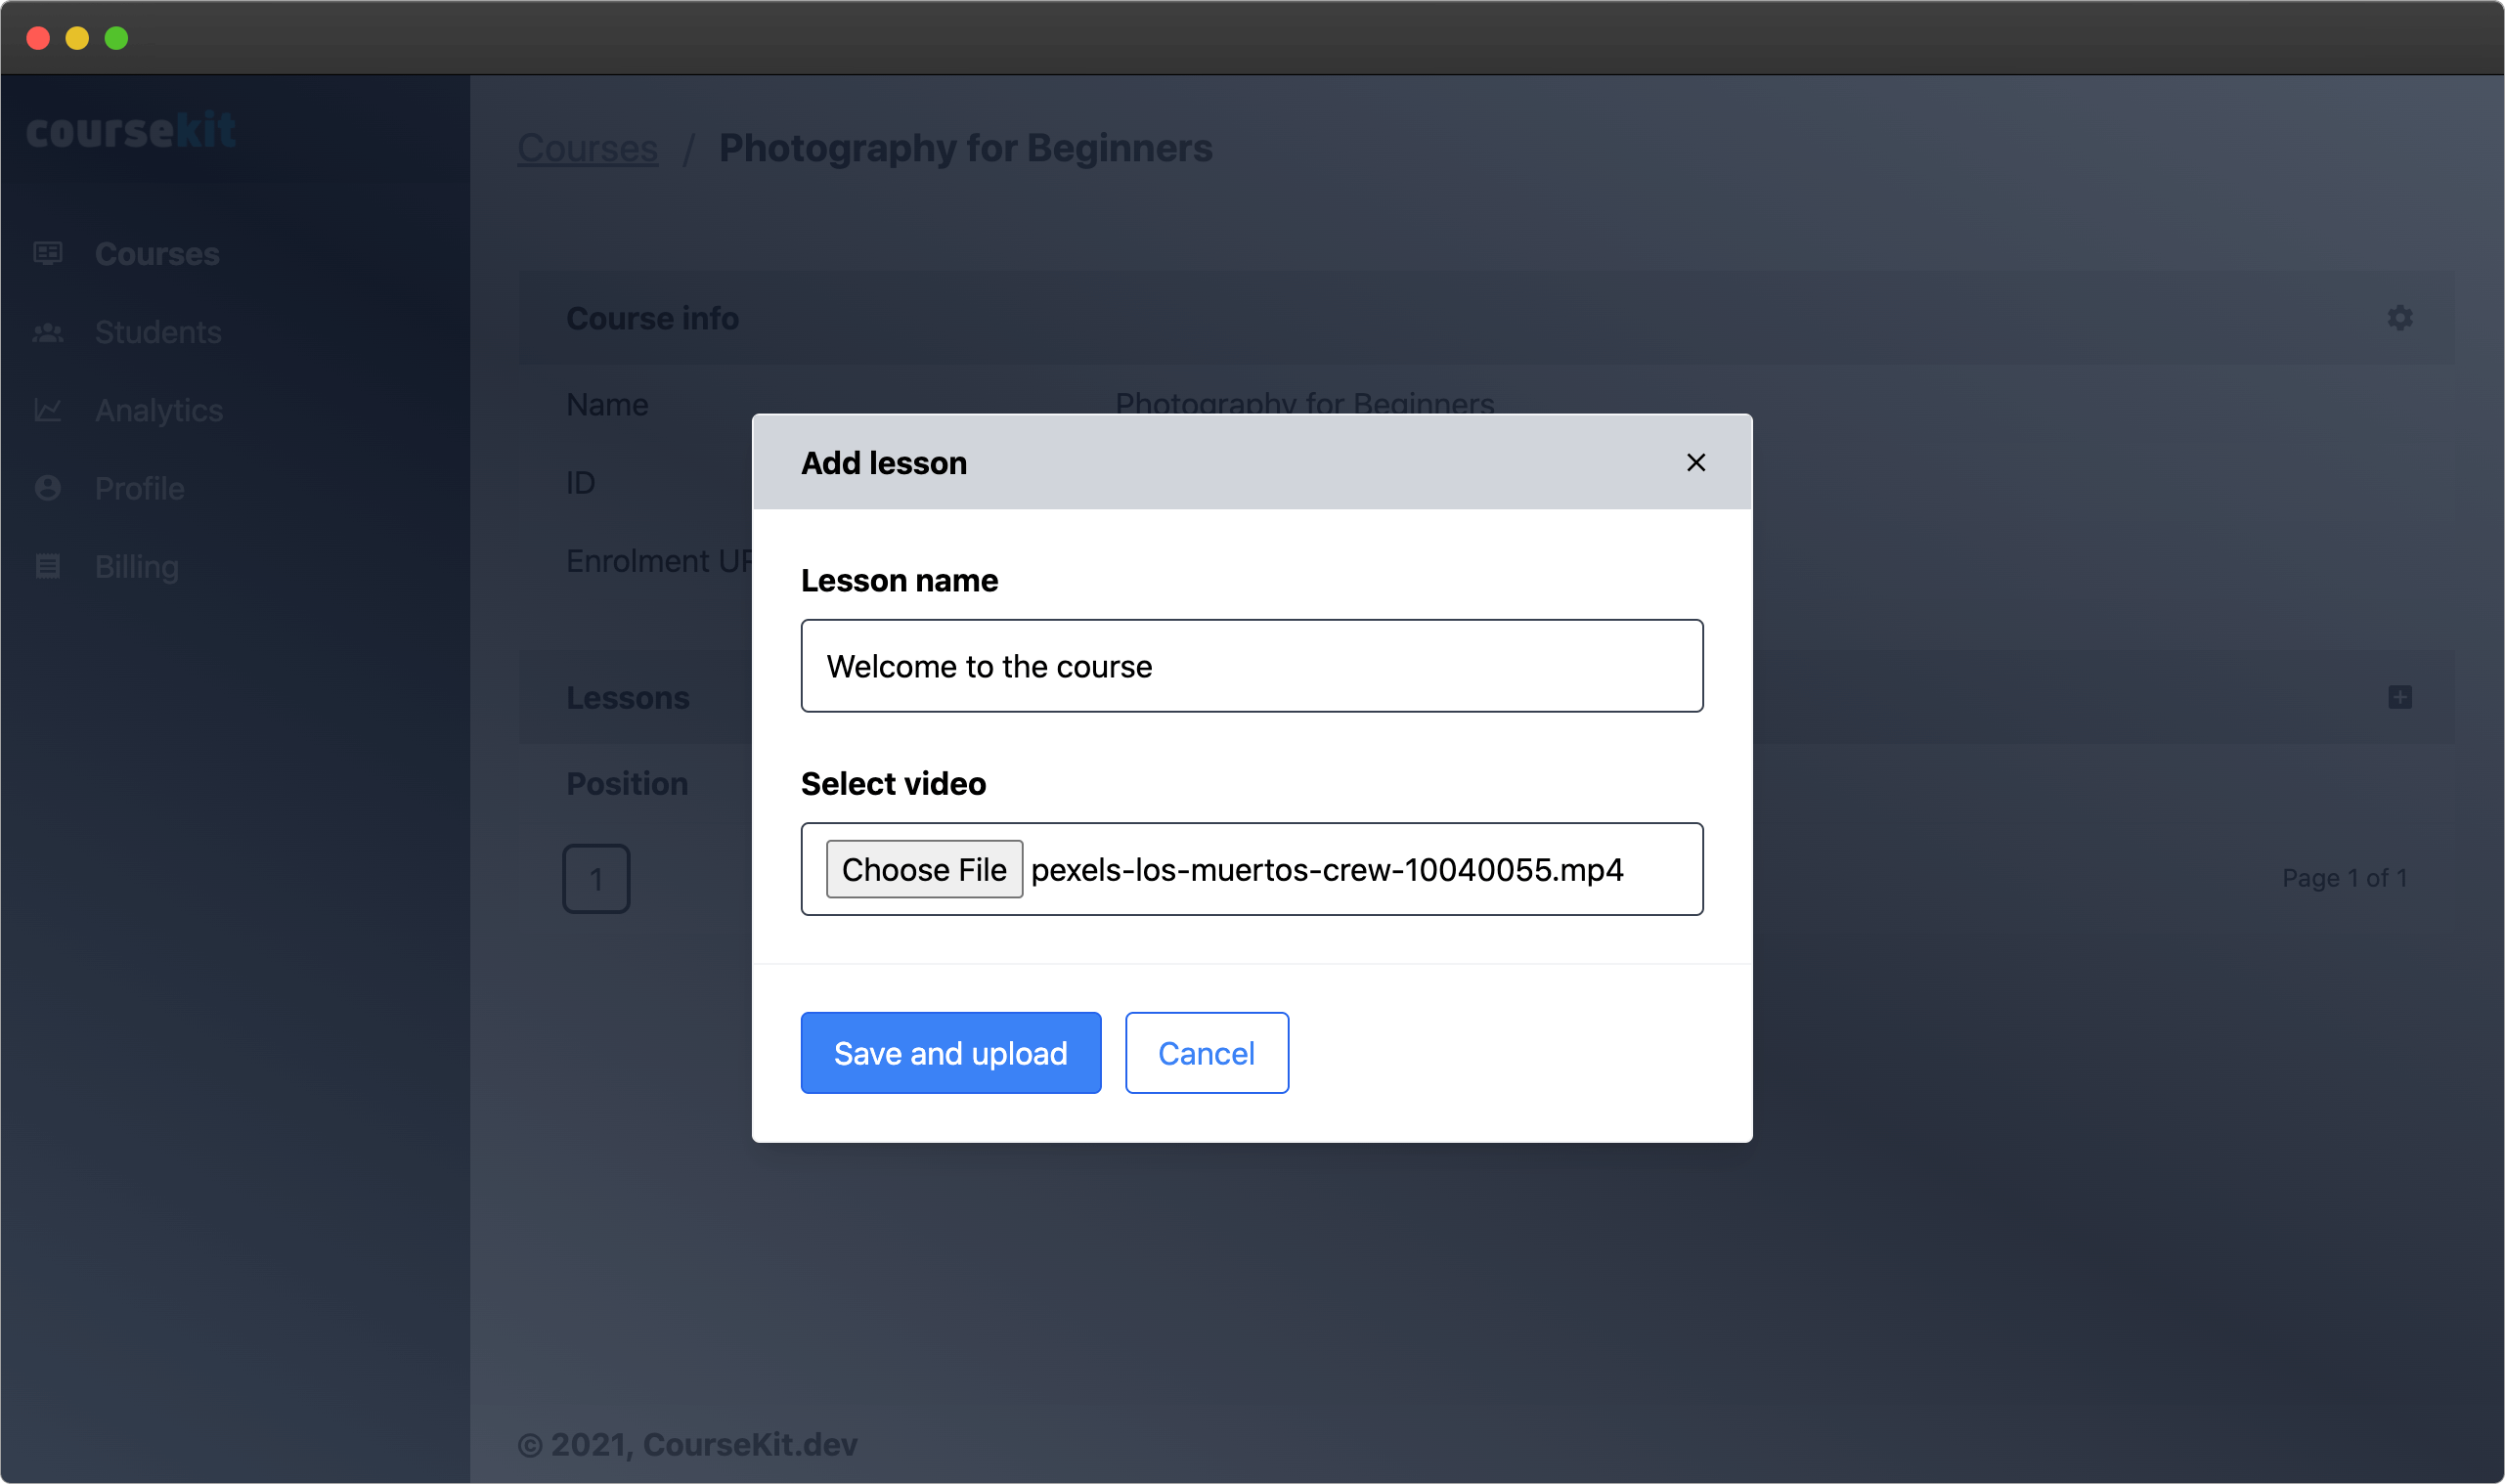 coursekit
Courses / Photography for Beginners
Courses
Students
Analytics
Profile
Billing
Course info
Name Photography for Beginners
ID
Enrolment
Add lesson
Lesson name
Welcome to the course
Select video
Choose File pexels-los-muertos-crew-10040055.mp4
Save and upload Cancel
Lessons
Position
1
Page 1 of 1
© 2021, CourseKit.dev